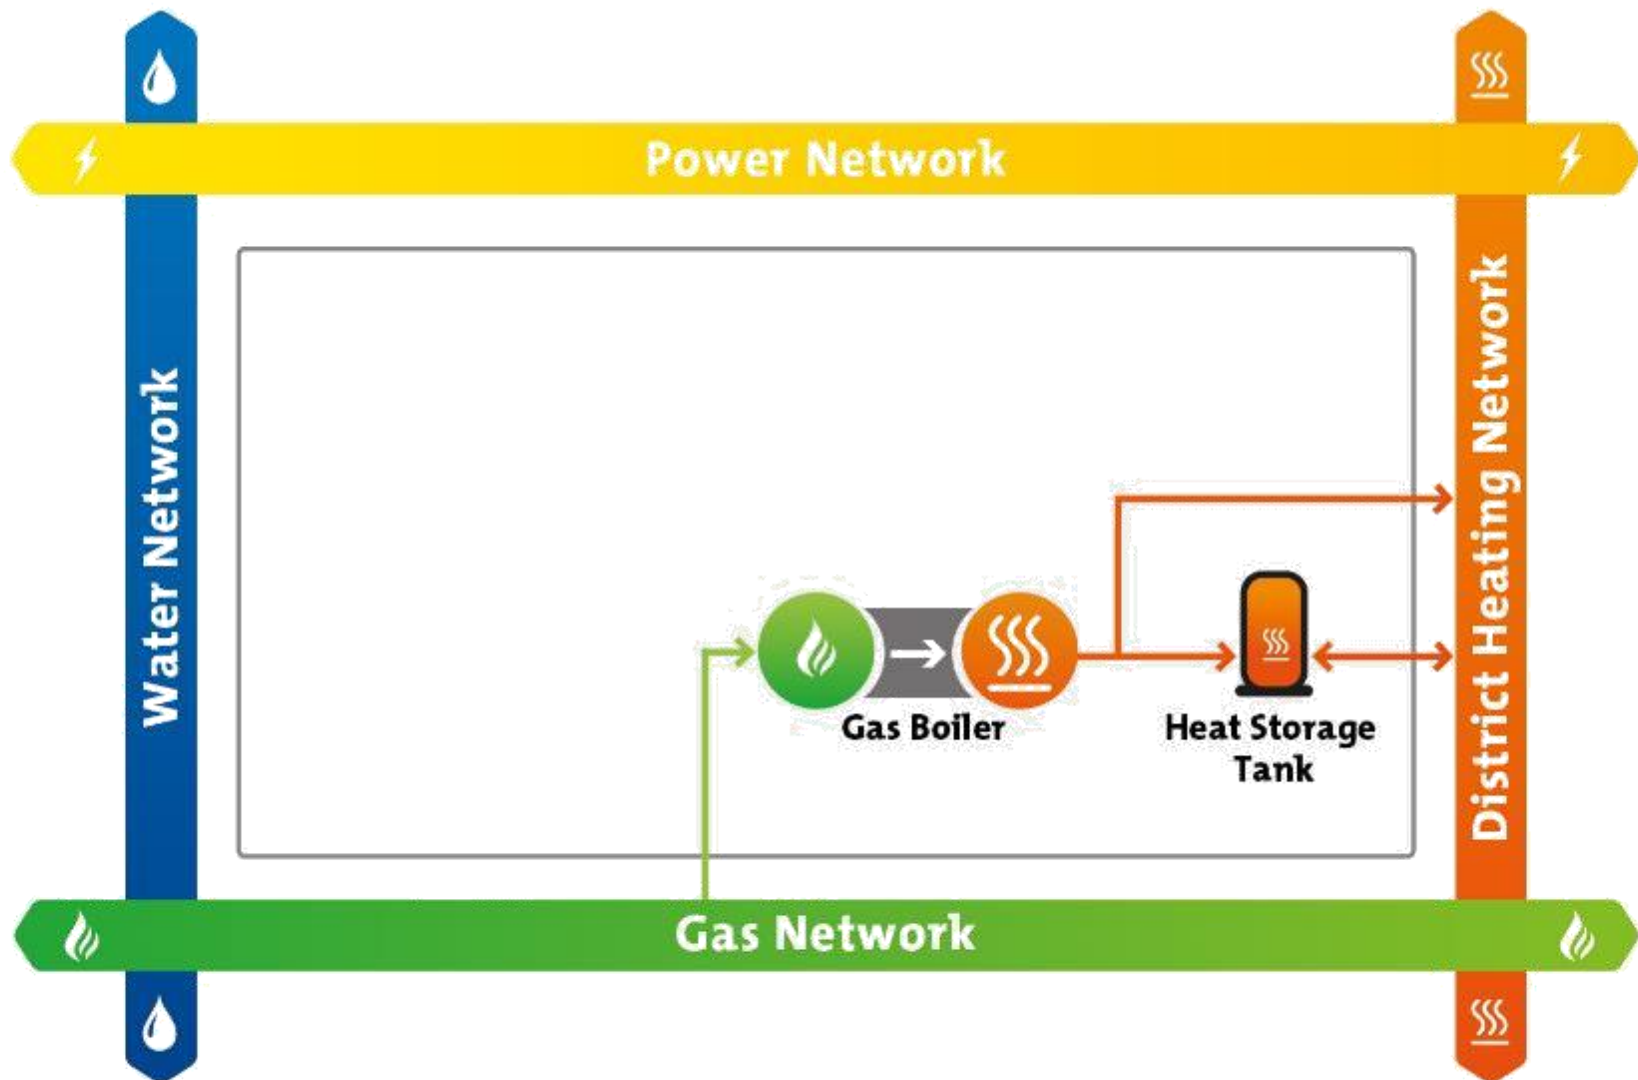 Power Network
Water Network
District Heating Network
Gas Boiler
Heat Storage
Tank
Gas Network